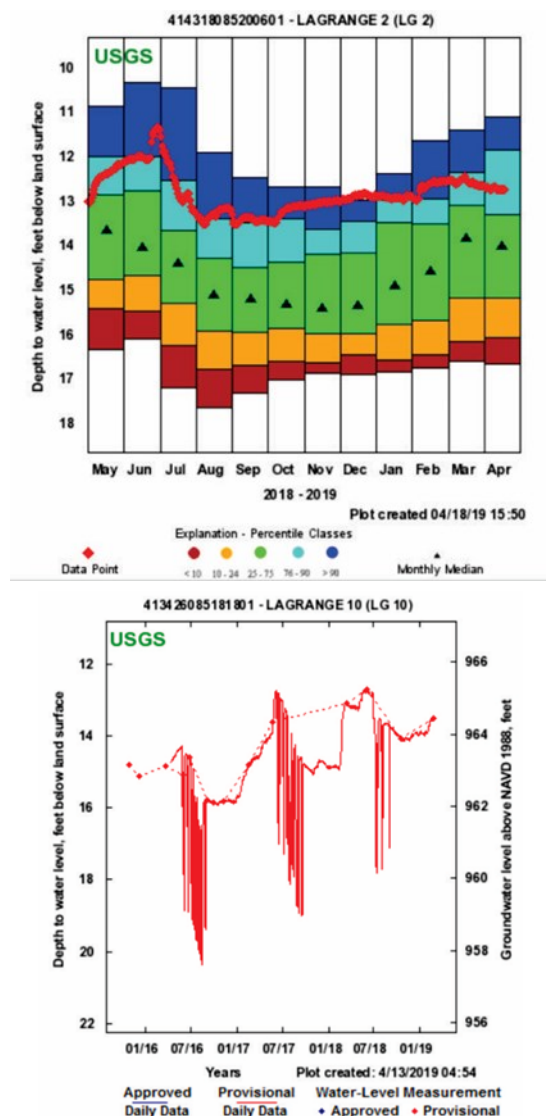 414318085200601 - LAGRANGE 2 (LG 2)
USGS
Depth to water level, feet below land surface
10
11
12
13
14
15
16
17
18
May Jun Jul Aug Sep Oct Nov Dec Jan Feb Mar Apr
2018 - 2019
Plot created 04/18/19 15:50
Explanation - Percentile Classes
Data Point
< 10 10 - 24 25 - 75 76 - 90 > 90
Monthly Median
413426085181801 - LAGRANGE 10 (LG 10)
USGS
Depth to water level, feet below land surface
12
14
16
18
20
22
966
964
962
960
958
956
Groundwater level above NAVD 1988, feet
01/16 07/16 01/17 07/17 01/18 07/18 01/19
Years
Plot created: 4/13/2019 04:54
Approved Provisional Water-Level Measurement
Daily Data Daily Data Approved Provisional